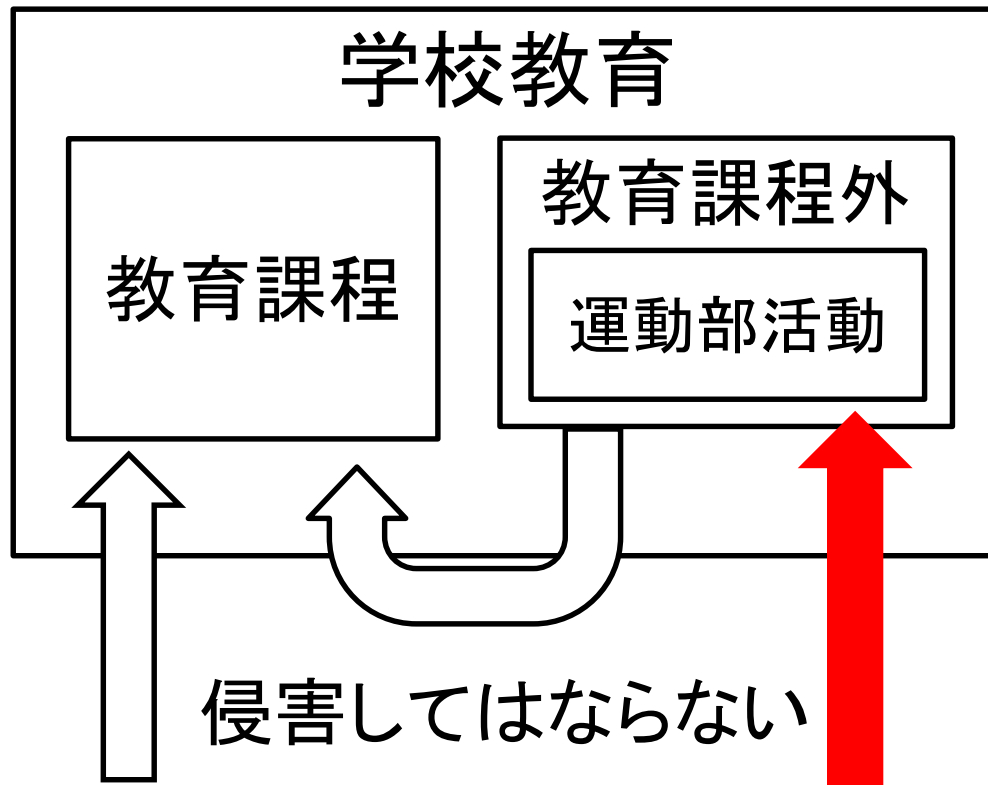 学校教育
教育課程
教育課程外
運動部活動
侵害してはならない